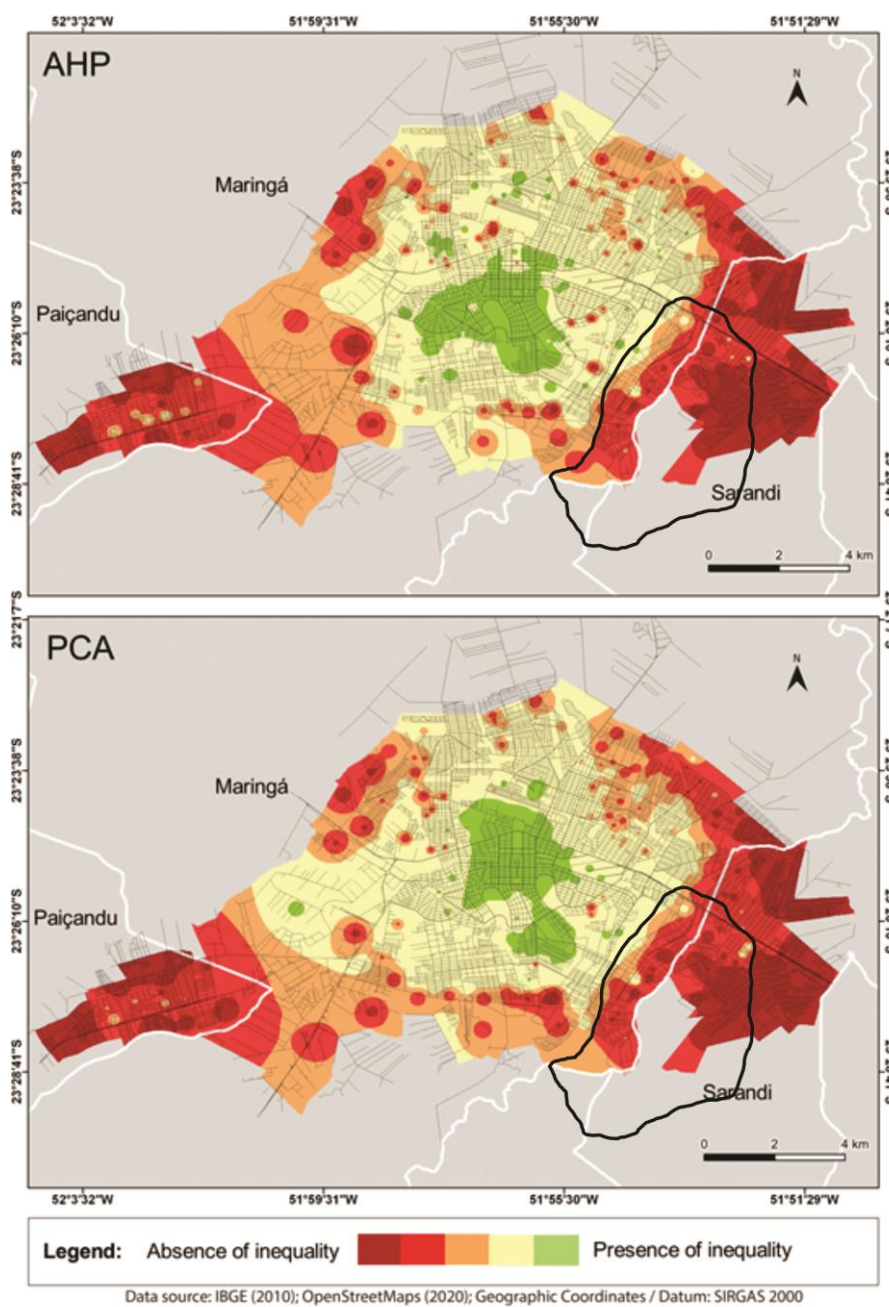 52°3'32"W 51°59'31"W 51°55'30"W 51°51'29"W
AHP
N
23°23'38"S
Maringá
Paiçandu
23°26'10"S
23°28'41"S
Sarandi
0 2 4 km
23°21'7"S
PCA
N
23°23'38"S
Maringá
Paiçandu
23°26'10"S
23°28'41"S
Sarandi
0 2 4 km
52°3'32"W 51°59'31"W 51°55'30"W 51°51'29"W
Legend: Absence of inequality Presence of inequality
Data source: IBGE (2010); OpenStreetMaps (2020); Geographic Coordinates / Datum: SIRGAS 2000